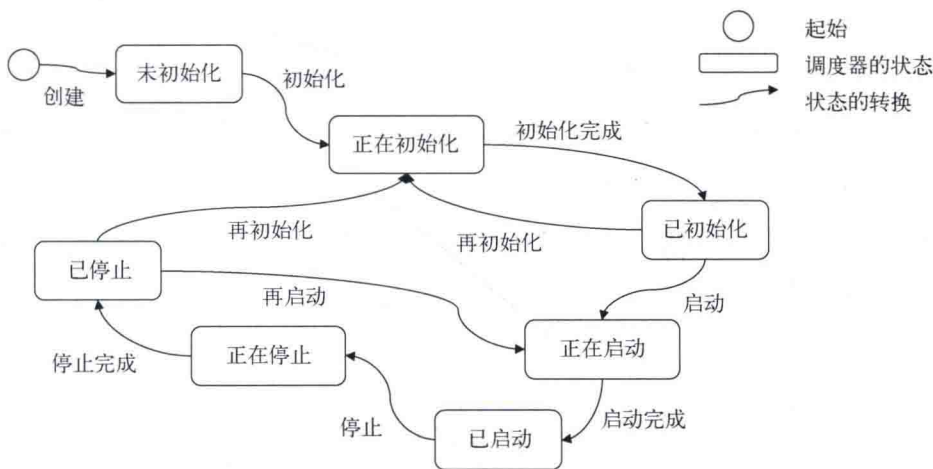 起始
未初始化
初始化
调度器的状态
创建
状态的转换
初始化完成
正在初始化
再初始化
再初始化
已初始化
已停止
再启动
启动
正在停止
正在启动
停止完成
停止
已启动
启动完成